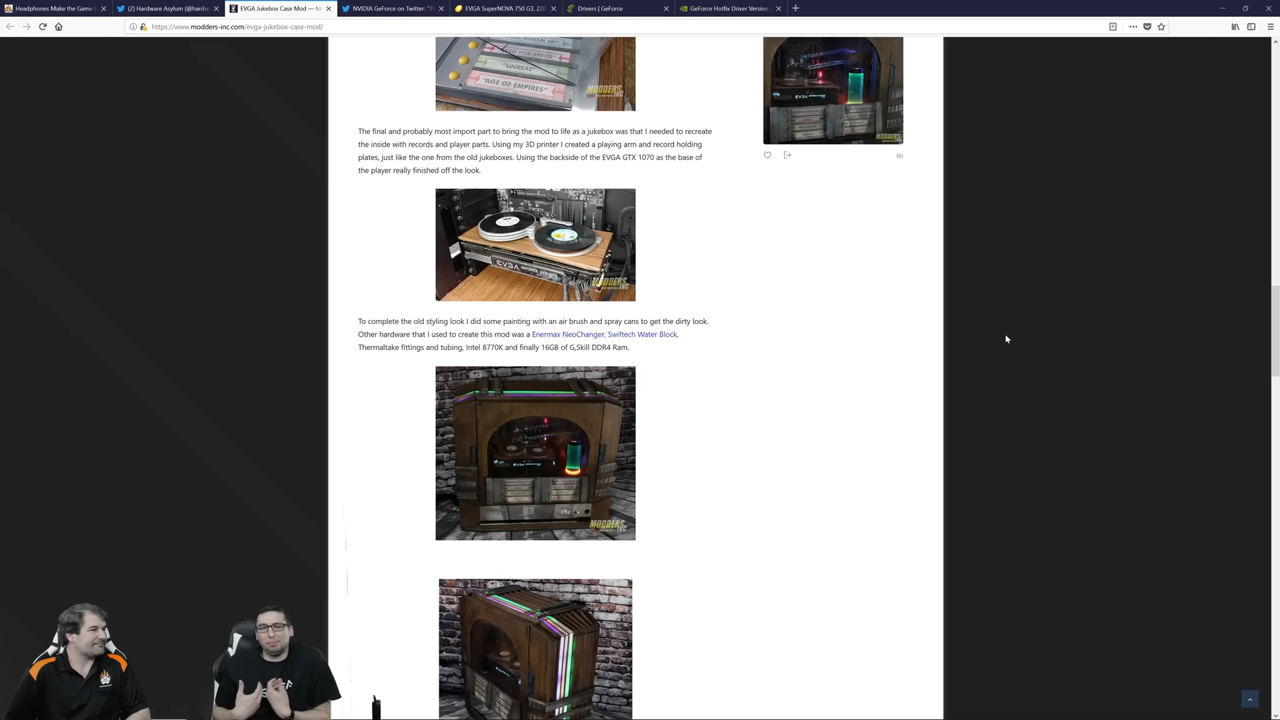 Headphones Make the Game |
(2) Hardware Asylum (@hardw
EVGA Jukebox Case Mod — M
NVIDIA GeForce on Twitter: "
EVGA SuperNOVA 750 G3, 220
Drivers | GeForce
GeForce Hotfix Driver Version
https://www.modders-inc.com/evga-jukebox-case-mod/
"UNREAL"
"AGE OF EMPIRES"
MODDERS INC
The final and probably most import part to bring the mod to life as a jukebox was that I needed to recreate
the inside with records and player parts. Using my 3D printer I created a playing arm and record holding
plates, just like the one from the old jukeboxes. Using the backside of the EVGA GTX 1070 as the base of
the player really finished off the look.
EVGA
MODDERS INC
To complete the old styling look I did some painting with an air brush and spray cans to get the dirty look.
Other hardware that I used to create this mod was a Enermax NeoChanger, Swiftech Water Block,
Thermaltake fittings and tubing, Intel 8770K and finally 16GB of G,Skill DDR4 Ram.
EVGA
MODDERS INC
EVGA
MODDERS INC